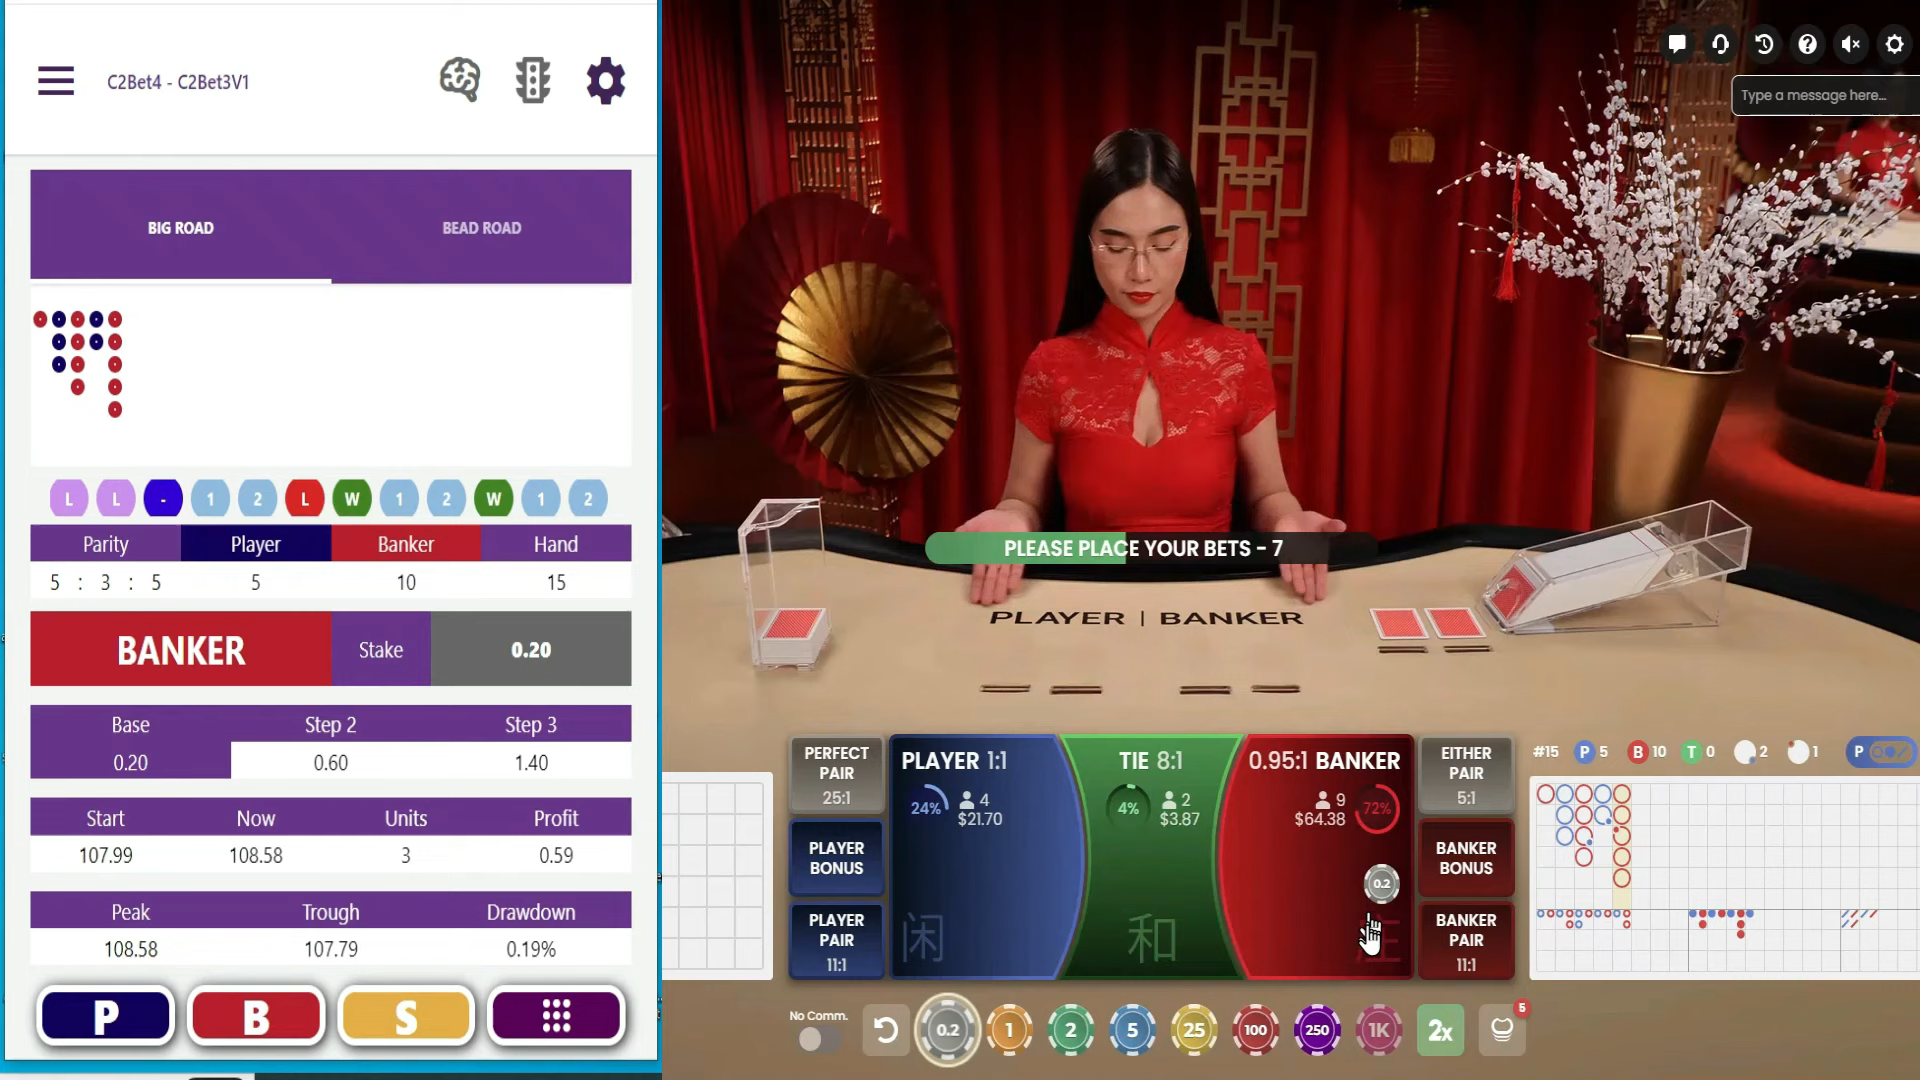 C2Bet4 - C2Bet3V1
BIG ROAD
BEAD ROAD
L L - 1 2 L W 1 2 W 1 2
Parity Player Banker Hand
5 : 3 : 5 5 10 15
BANKER Stake 0.20
Base Step 2 Step 3
0.20 0.60 1.40
Start Now Units Profit
107.99 108.58 3 0.59
Peak Trough Drawdown
108.58 107.79 0.19%
P B S
Type a message here...
PLEASE PLACE YOUR BETS - 7
PLAYER | BANKER
PERFECT
PAIR
25:1
PLAYER
BONUS
PLAYER
PAIR
11:1
PLAYER 1:1
24% 4
$21.70
闲
TIE 8:1
4% 2
$3.87
和
0.95:1 BANKER
9 72%
$64.38
0.2
EITHER
PAIR
5:1
BANKER
BONUS
BANKER
PAIR
11:1
#15 P 5 B 10 T 0 2 1 P
No Comm.
0.2 1 2 5 25 100 250 1K 2x 5